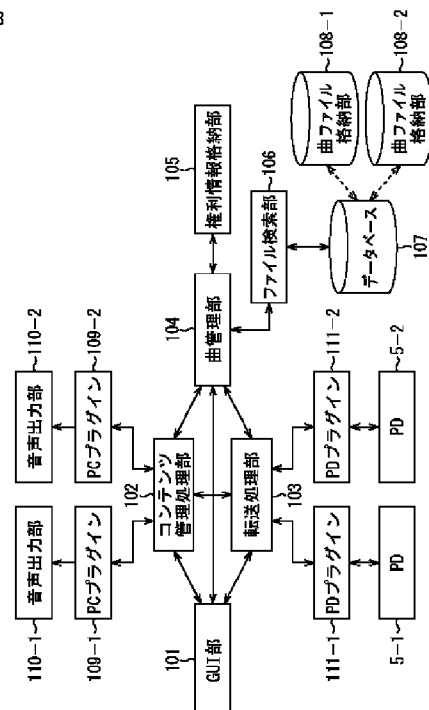 110-1
音声出力部
音声出力部
110-2
109-1
PCプラグイン
PCプラグイン
109-2
101
GUI部
102
コンテンツ
管理処理部
103
転送処理部
104
曲管理部
105
権利情報格納部
106
ファイル検索部
107
データベース
108-1
曲ファイル
格納部
108-2
曲ファイル
格納部
111-1
PDプラグイン
PDプラグイン
111-2
5-1
PD
PD
5-2